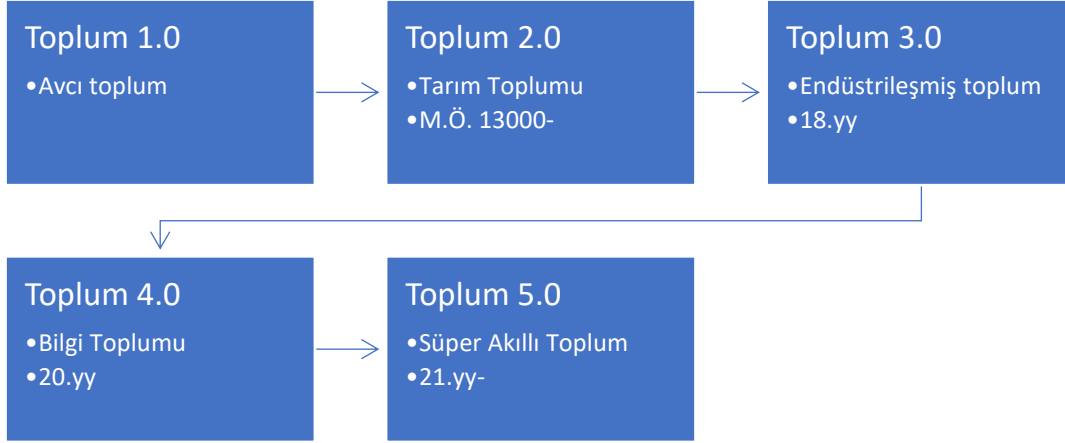 Toplum 1.0
•Avcı toplum
Toplum 2.0
•Tarım Toplumu
•M.Ö. 13000-
Toplum 3.0
•Endüstrileşmiş toplum
•18.yy
Toplum 4.0
•Bilgi Toplumu
•20.yy
Toplum 5.0
•Süper Akıllı Toplum
•21.yy-